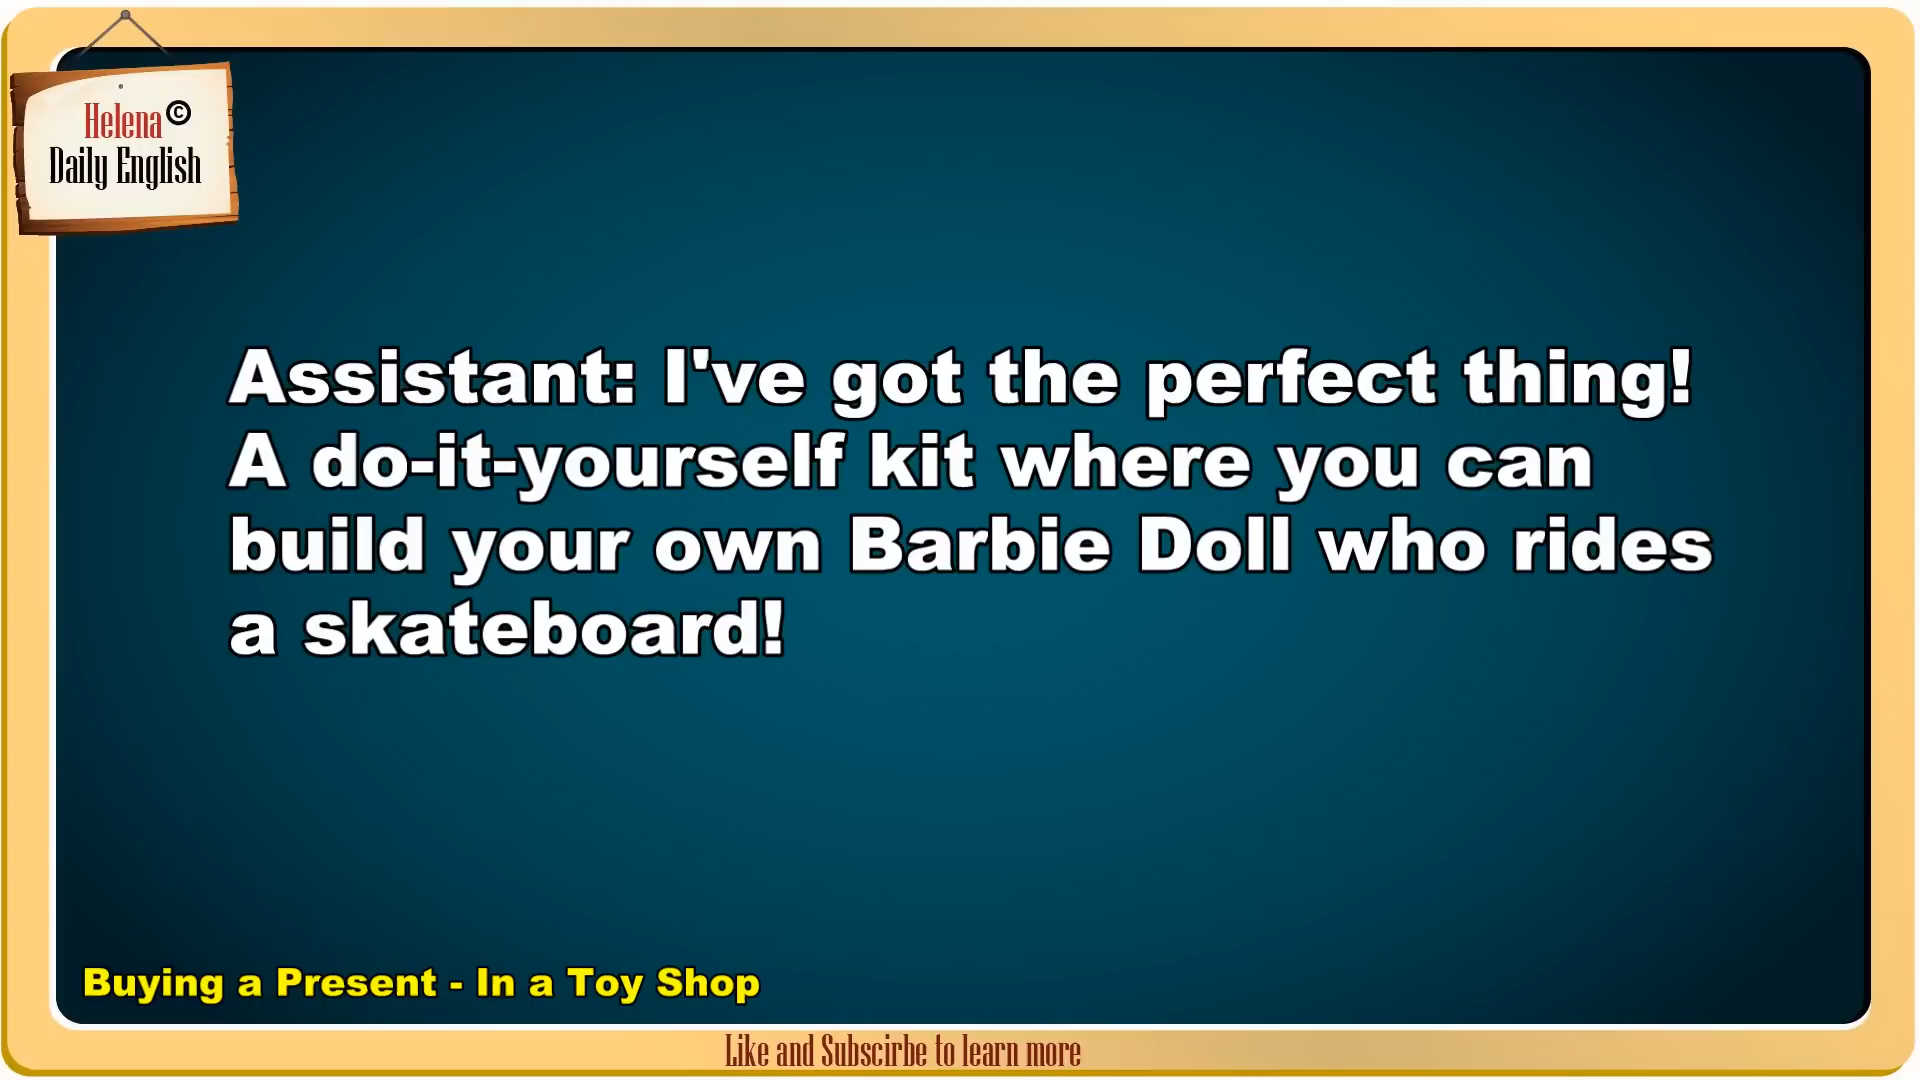 Helena ©
Daily English
Assistant: I've got the perfect thing!
A do-it-yourself kit where you can
build your own Barbie Doll who rides
a skateboard!
Buying a Present - In a Toy Shop
Like and Subscirbe to learn more